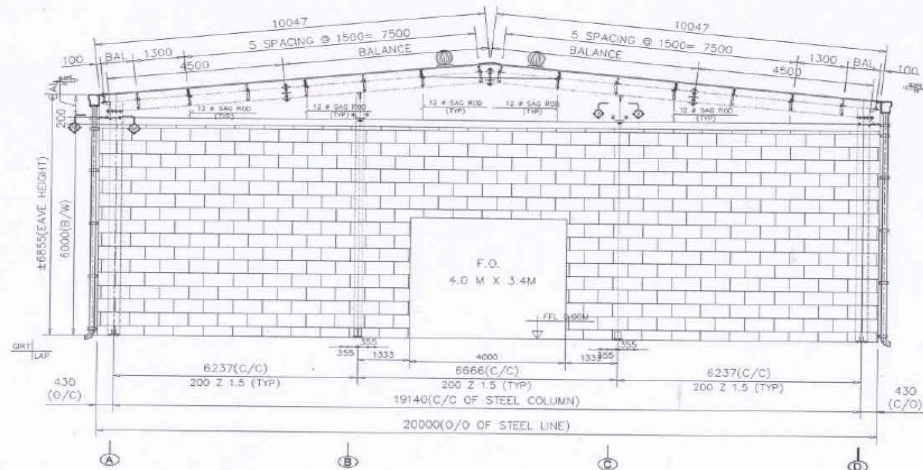 10047
10047
5 SPACING @ 1500= 7500
5 SPACING @ 1500= 7500
100 BAL 1300
1300 BAL 100
4500 BALANCE
BALANCE 4500
BAL
200
12 # SAG ROD
(TYP)
12 # SAG ROD
(TYP)
12 # SAG ROD
(TYP)
12 # SAG ROD
(TYP)
12 # SAG ROD
(TYP)
±6855(EAVE HEIGHT)
6000(B/W)
F.O.
4.0 M X 3.4M
FFL 0.00M
GIRT
LAP
355
355
1333
4000
1333
355
355
6237(C/C)
200 Z 1.5 (TYP)
6666(C/C)
200 Z 1.5 (TYP)
6237(C/C)
200 Z 1.5 (TYP)
430
(O/C)
19140(C/C OF STEEL COLUMN)
430
(C/O)
20000(O/O OF STEEL LINE)
A
B
C
D